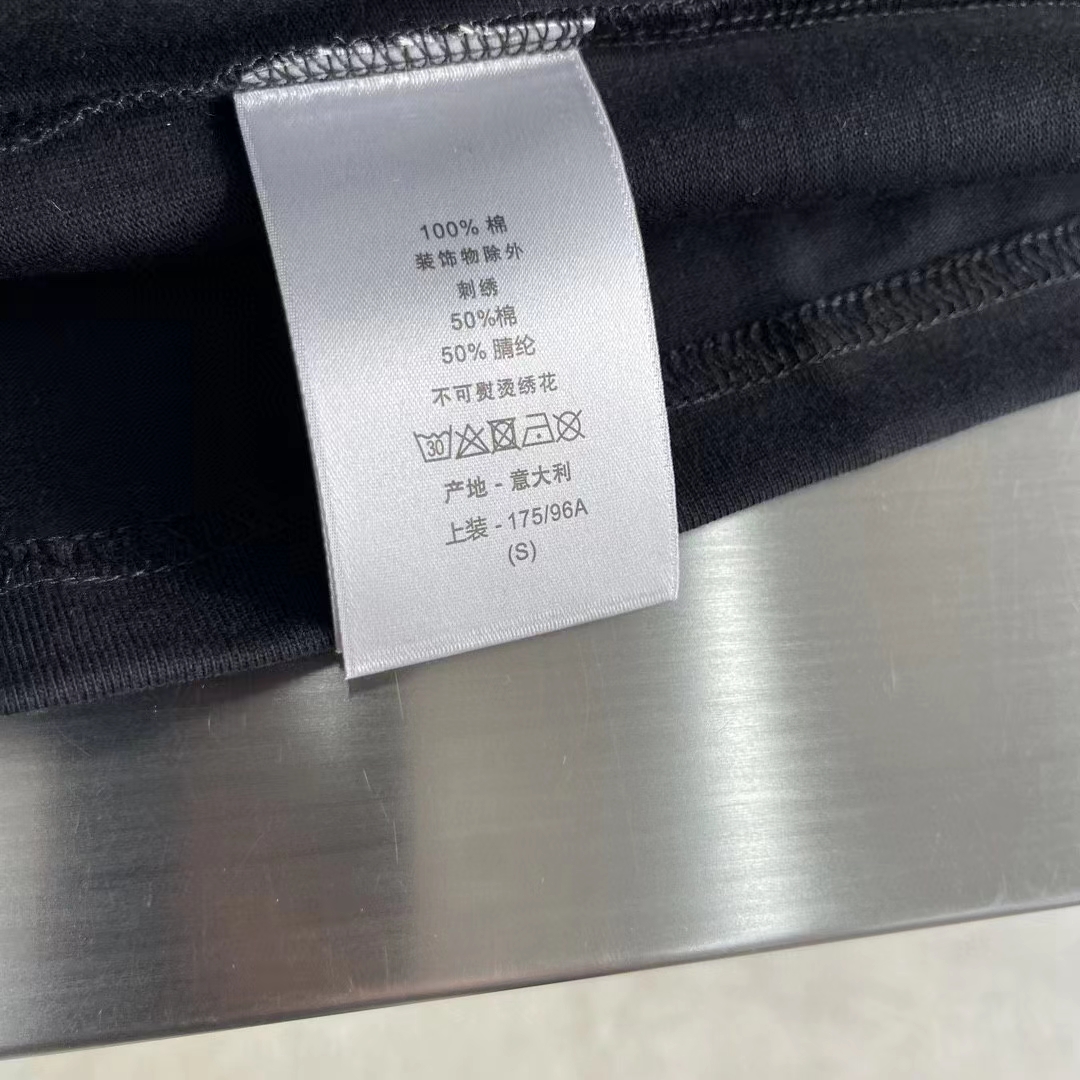 100% 棉
装饰物除外
刺绣
50%棉
50% 腈纶
不可熨烫绣花
30
产地 - 意大利
上装 - 175/96A
(S)